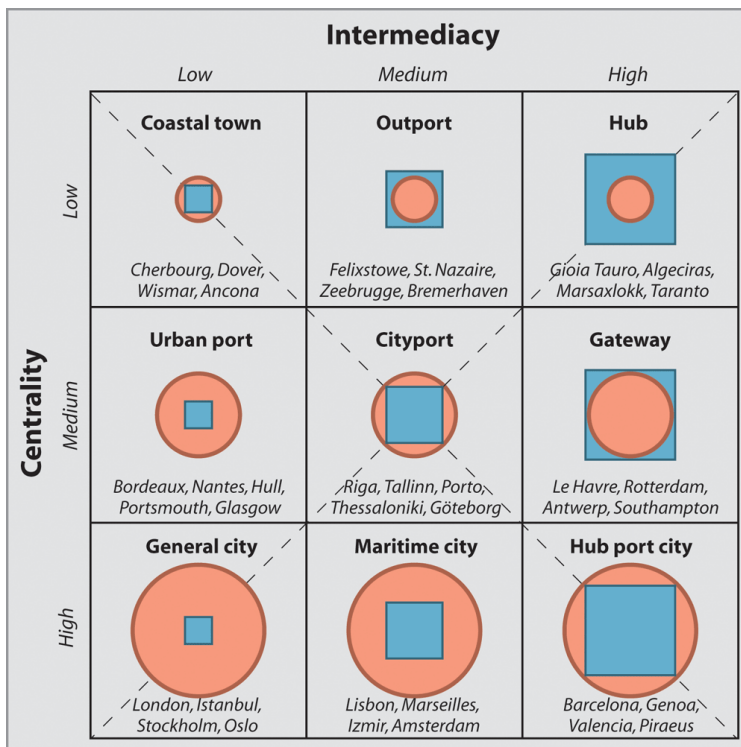 Intermediacy
Low
Medium
High
Centrality
Low
Coastal town
Outport
Hub
Cherbourg, Dover,
Wismar, Ancona
Felixstowe, St. Nazaire,
Zeebrugge, Bremerhaven
Gioia Tauro, Algeciras,
Marsaxlokk, Taranto
Medium
Urban port
Cityport
Gateway
Bordeaux, Nantes, Hull,
Portsmouth, Glasgow
Riga, Tallinn, Porto,
Thessaloniki, Göteborg
Le Havre, Rotterdam,
Antwerp, Southampton
High
General city
Maritime city
Hub port city
London, Istanbul,
Stockholm, Oslo
Lisbon, Marseilles,
Izmir, Amsterdam
Barcelona, Genoa,
Valencia, Piraeus